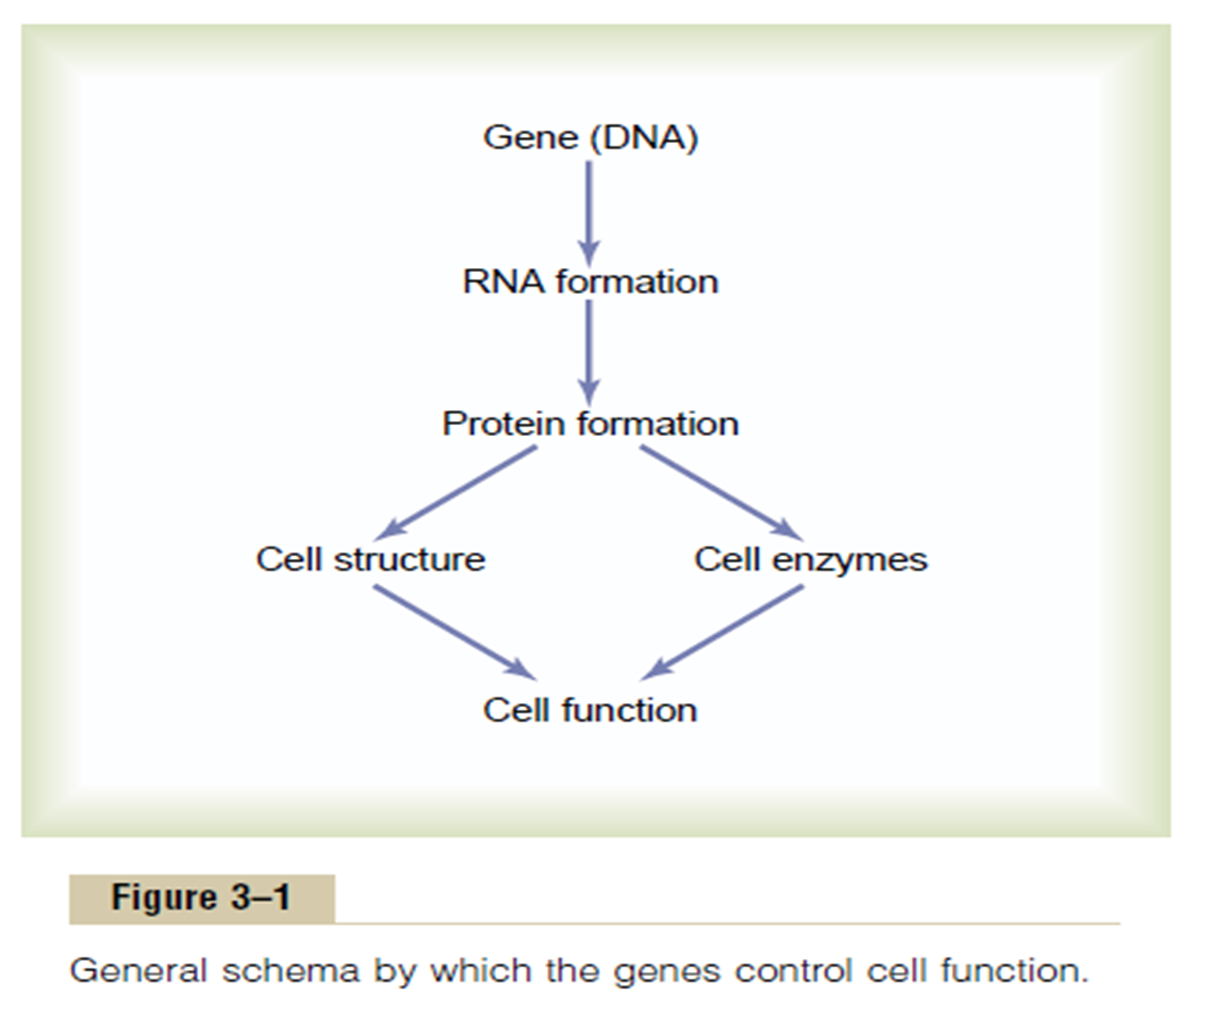 Gene (DNA)
RNA formation
Protein formation
Cell structure
Cell enzymes
Cell function
Figure 3–1
General schema by which the genes control cell function.